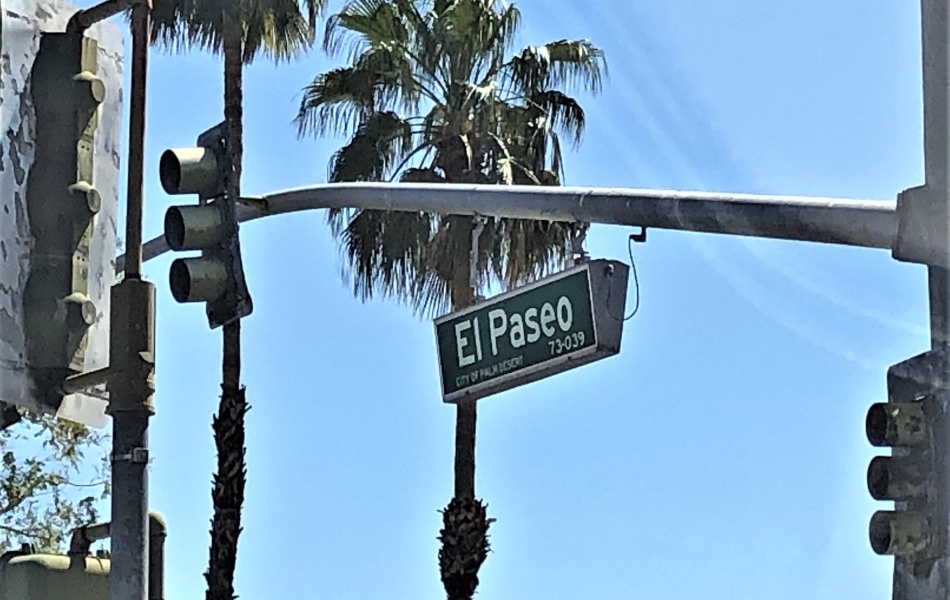 El Paseo
73-039
CITY OF PALM DESERT